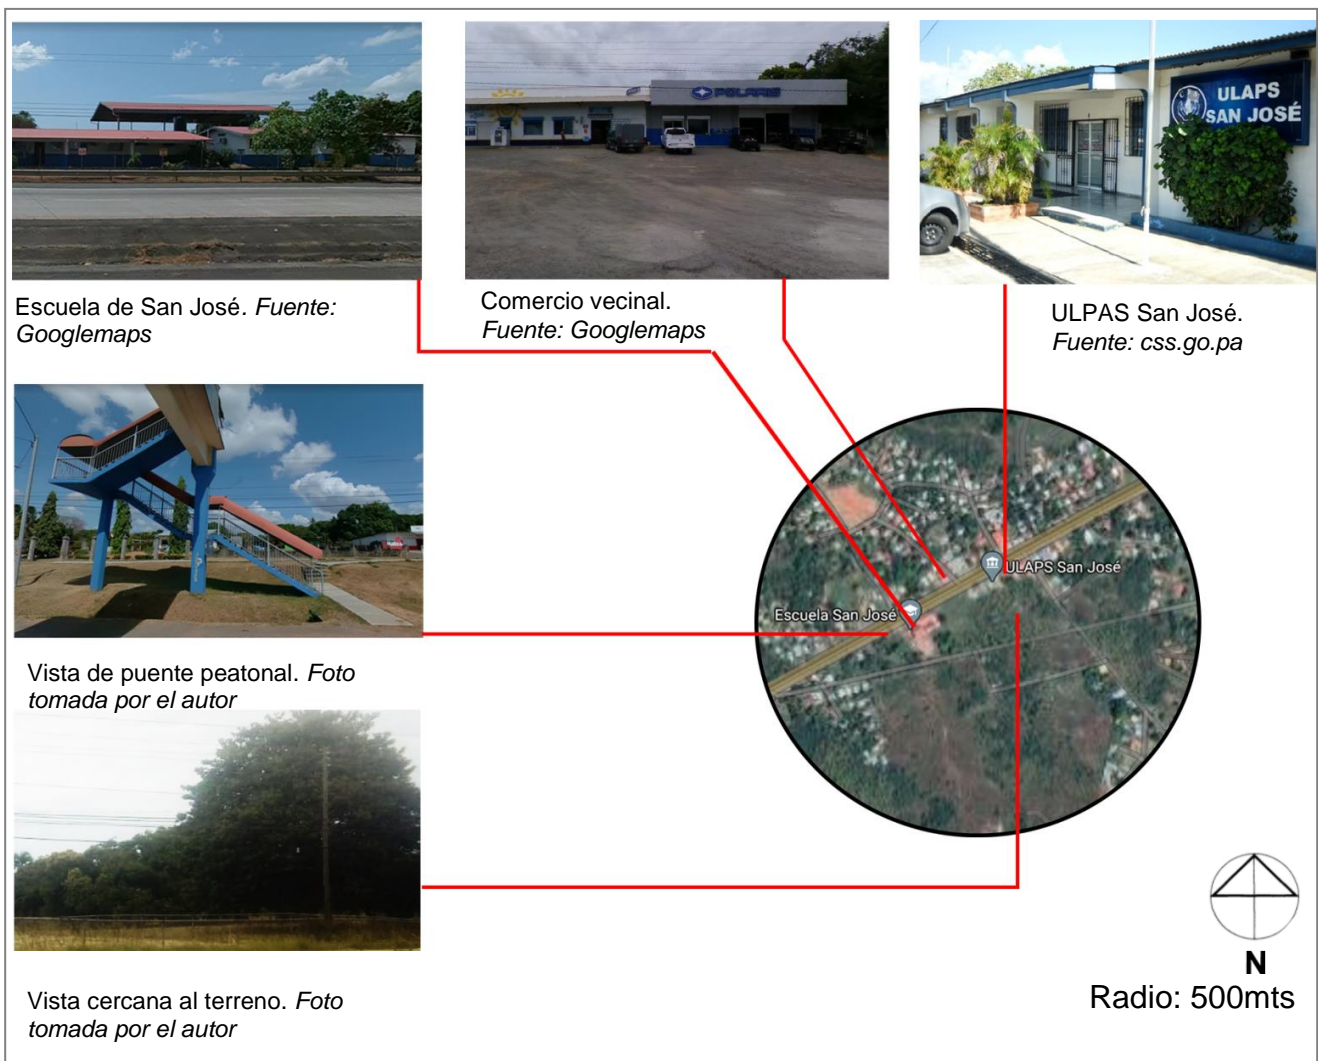 POLARIS
ULAPS
SAN JOSÉ
Escuela de San José. Fuente:
Googlemaps
Comercio vecinal.
Fuente: Googlemaps
ULPAS San José.
Fuente: css.go.pa
Vista de puente peatonal. Foto
tomada por el autor
ULAPS San José
Escuela San José
Vista cercana al terreno. Foto
tomada por el autor
N
Radio: 500mts